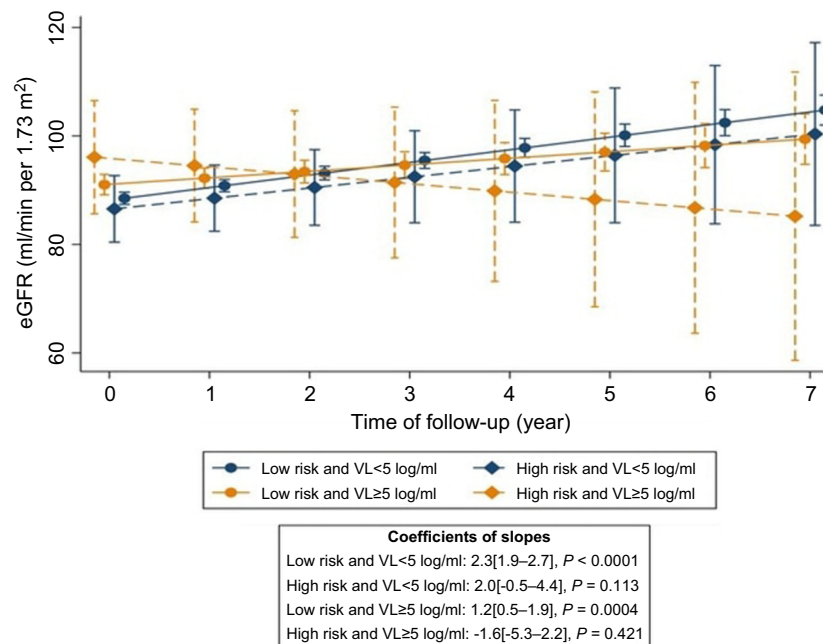 120
100
80
60
eGFR (ml/min per 1.73 m²)
0 1 2 3 4 5 6 7
Time of follow-up (year)
Low risk and VL<5 log/ml High risk and VL<5 log/ml
Low risk and VL≥5 log/ml High risk and VL≥5 log/ml
Coefficients of slopes
Low risk and VL<5 log/ml: 2.3[1.9–2.7], P < 0.0001
High risk and VL<5 log/ml: 2.0[-0.5–4.4], P = 0.113
Low risk and VL≥5 log/ml: 1.2[0.5–1.9], P = 0.0004
High risk and VL≥5 log/ml: -1.6[-5.3–2.2], P = 0.421